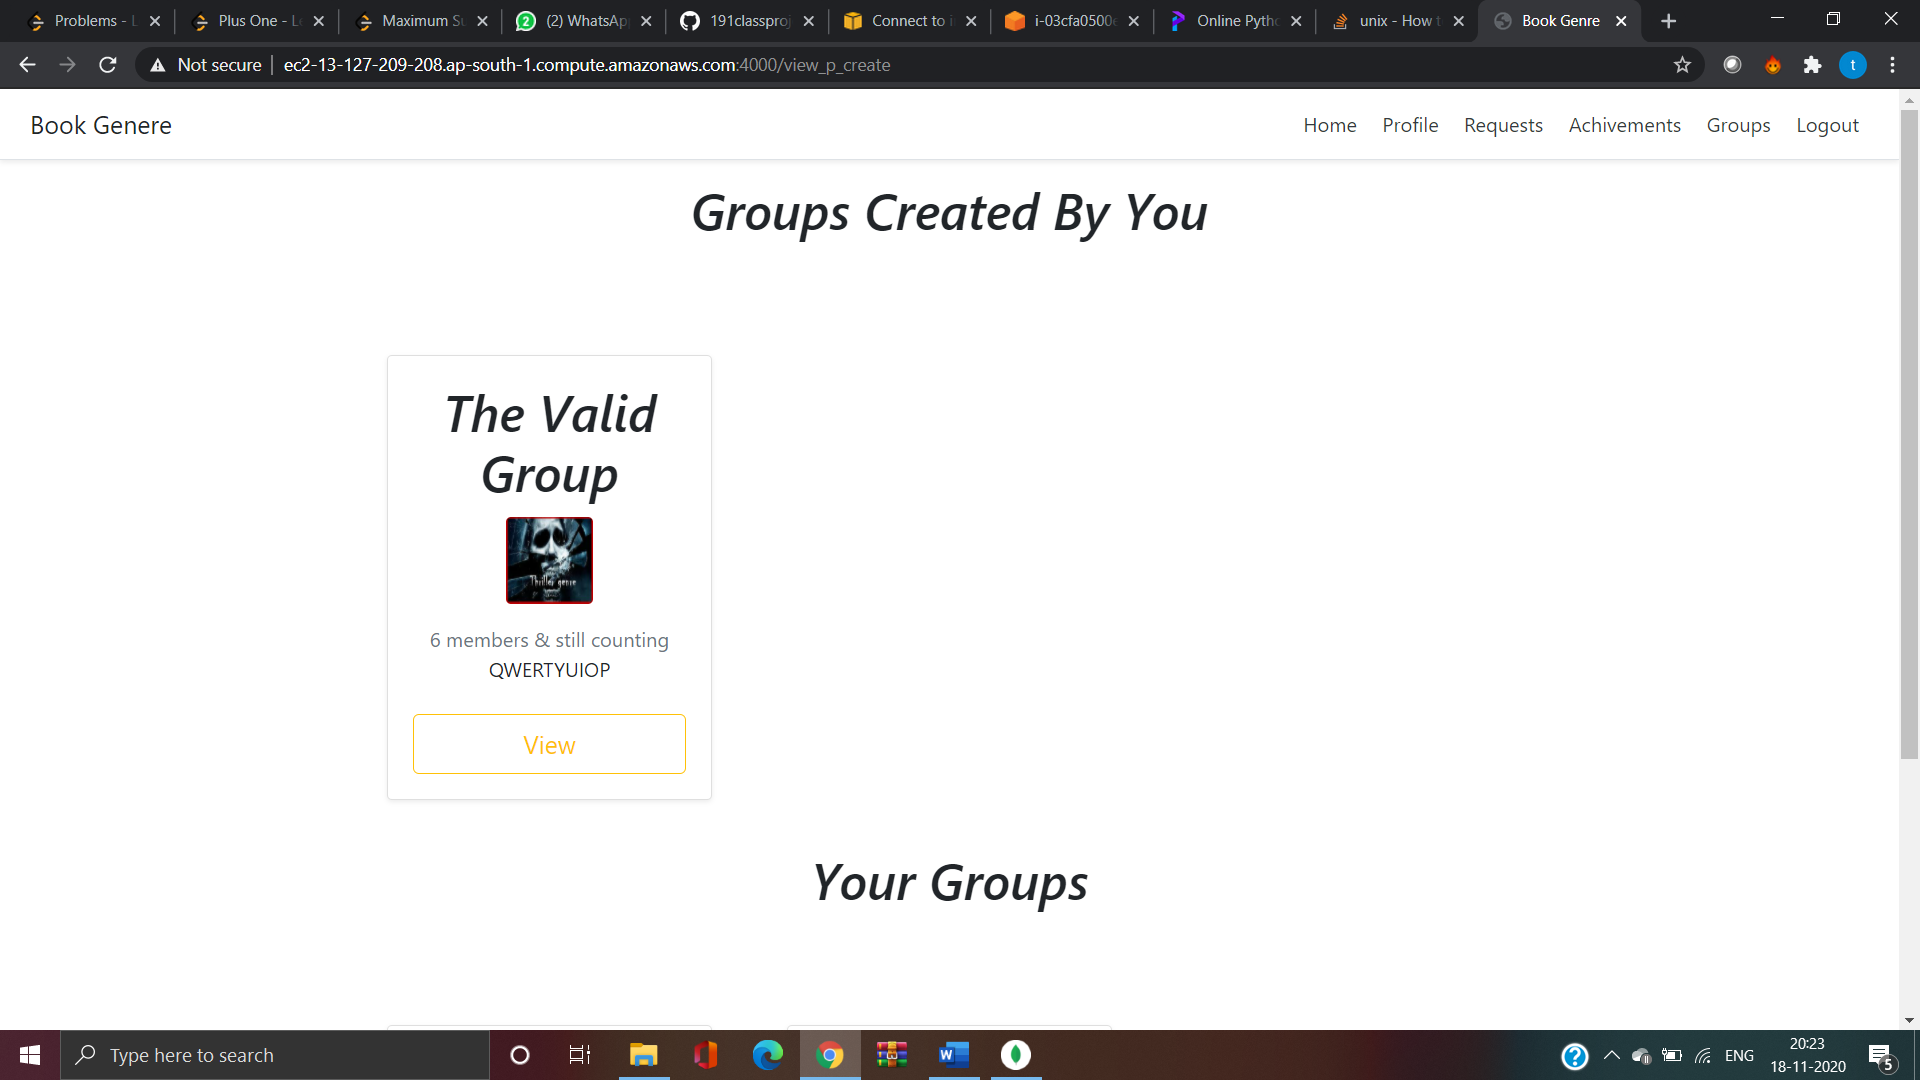 Problems - L
Plus One - Le
Maximum Su
(2) WhatsAp
191classproj
Connect to i
i-03cfa0500e
Online Pytho
unix - How t
Book Genre
Not secure
ec2-13-127-209-208.ap-south-1.compute.amazonaws.com:4000/view_p_create
t
Book Genere
Home
Profile
Requests
Achivements
Groups
Logout
Groups Created By You
The Valid
Group
Thriller genre
6 members & still counting
QWERTYUIOP
View
Your Groups
Type here to search
ENG
20:23
18-11-2020
5